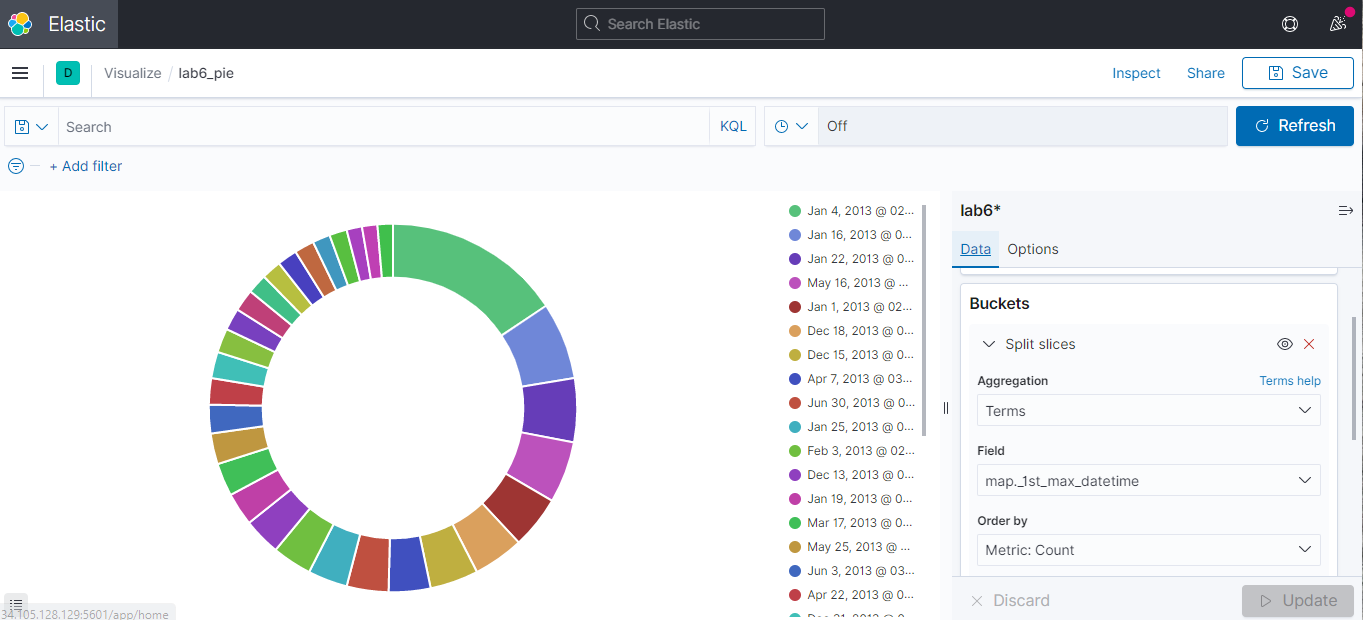 Elastic
Search Elastic
D
Visualize / lab6_pie
Inspect
Share
Save
Search
KQL
Off
Refresh
+ Add filter
Jan 4, 2013 @ 02...
Jan 16, 2013 @ 0...
Jan 22, 2013 @ 0...
May 16, 2013 @ ...
Jan 1, 2013 @ 02...
Dec 18, 2013 @ 0...
Dec 15, 2013 @ 0...
Apr 7, 2013 @ 03...
Jun 30, 2013 @ 0...
Jan 25, 2013 @ 0...
Feb 3, 2013 @ 02...
Dec 13, 2013 @ 0...
Jan 19, 2013 @ 0...
Mar 17, 2013 @ 0...
May 25, 2013 @ ...
Jun 3, 2013 @ 03...
Apr 22, 2013 @ 0...
lab6*
Data
Options
Buckets
Split slices
Aggregation
Terms help
Terms
Field
map._1st_max_datetime
Order by
Metric: Count
Discard
Update
34.105.128.129:5601/app/home